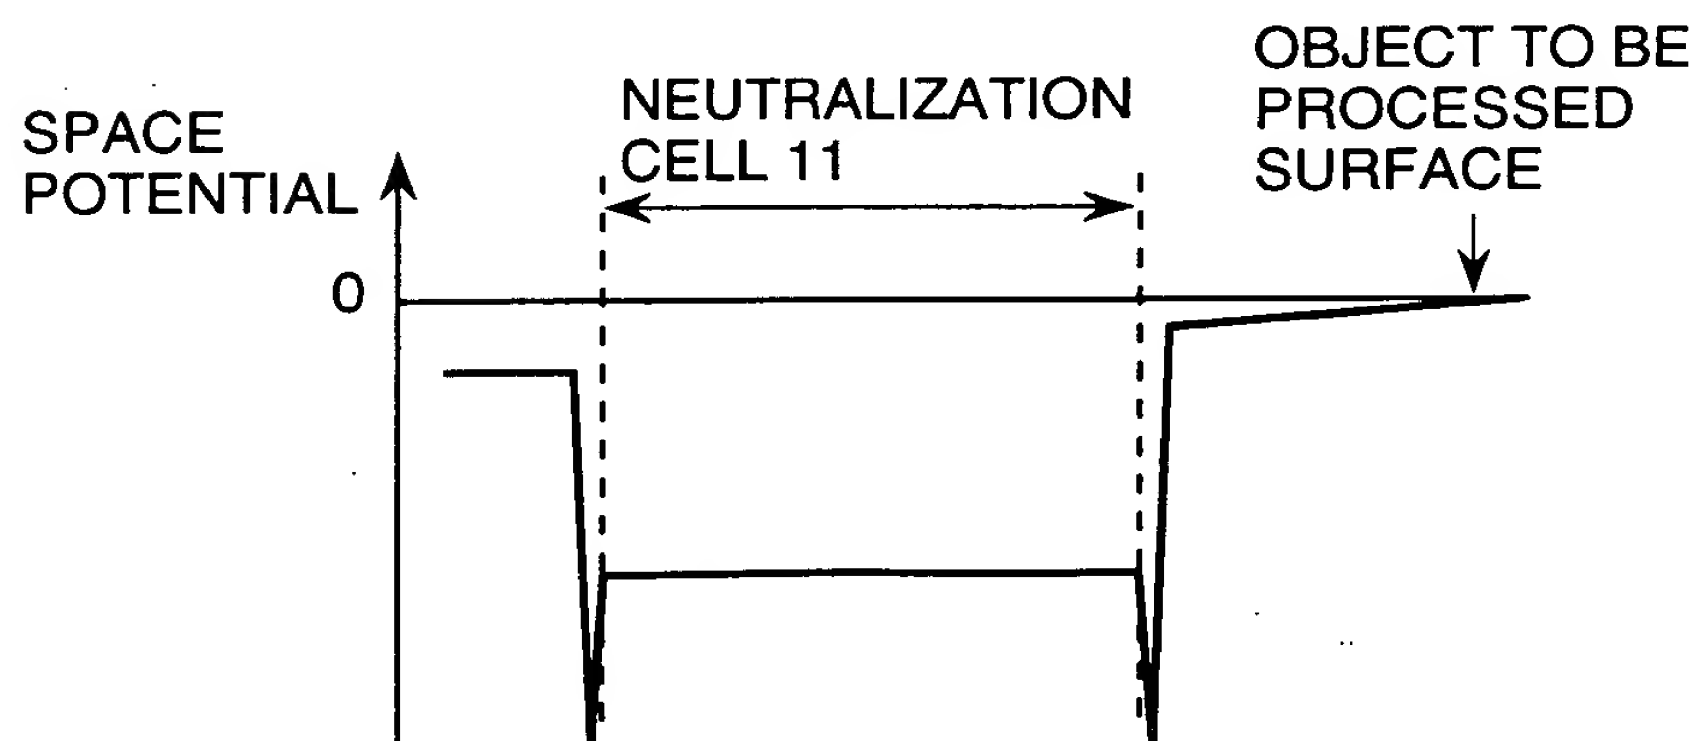 OBJECT TO BE
PROCESSED
SURFACE
NEUTRALIZATION
CELL 11
SPACE
POTENTIAL
0